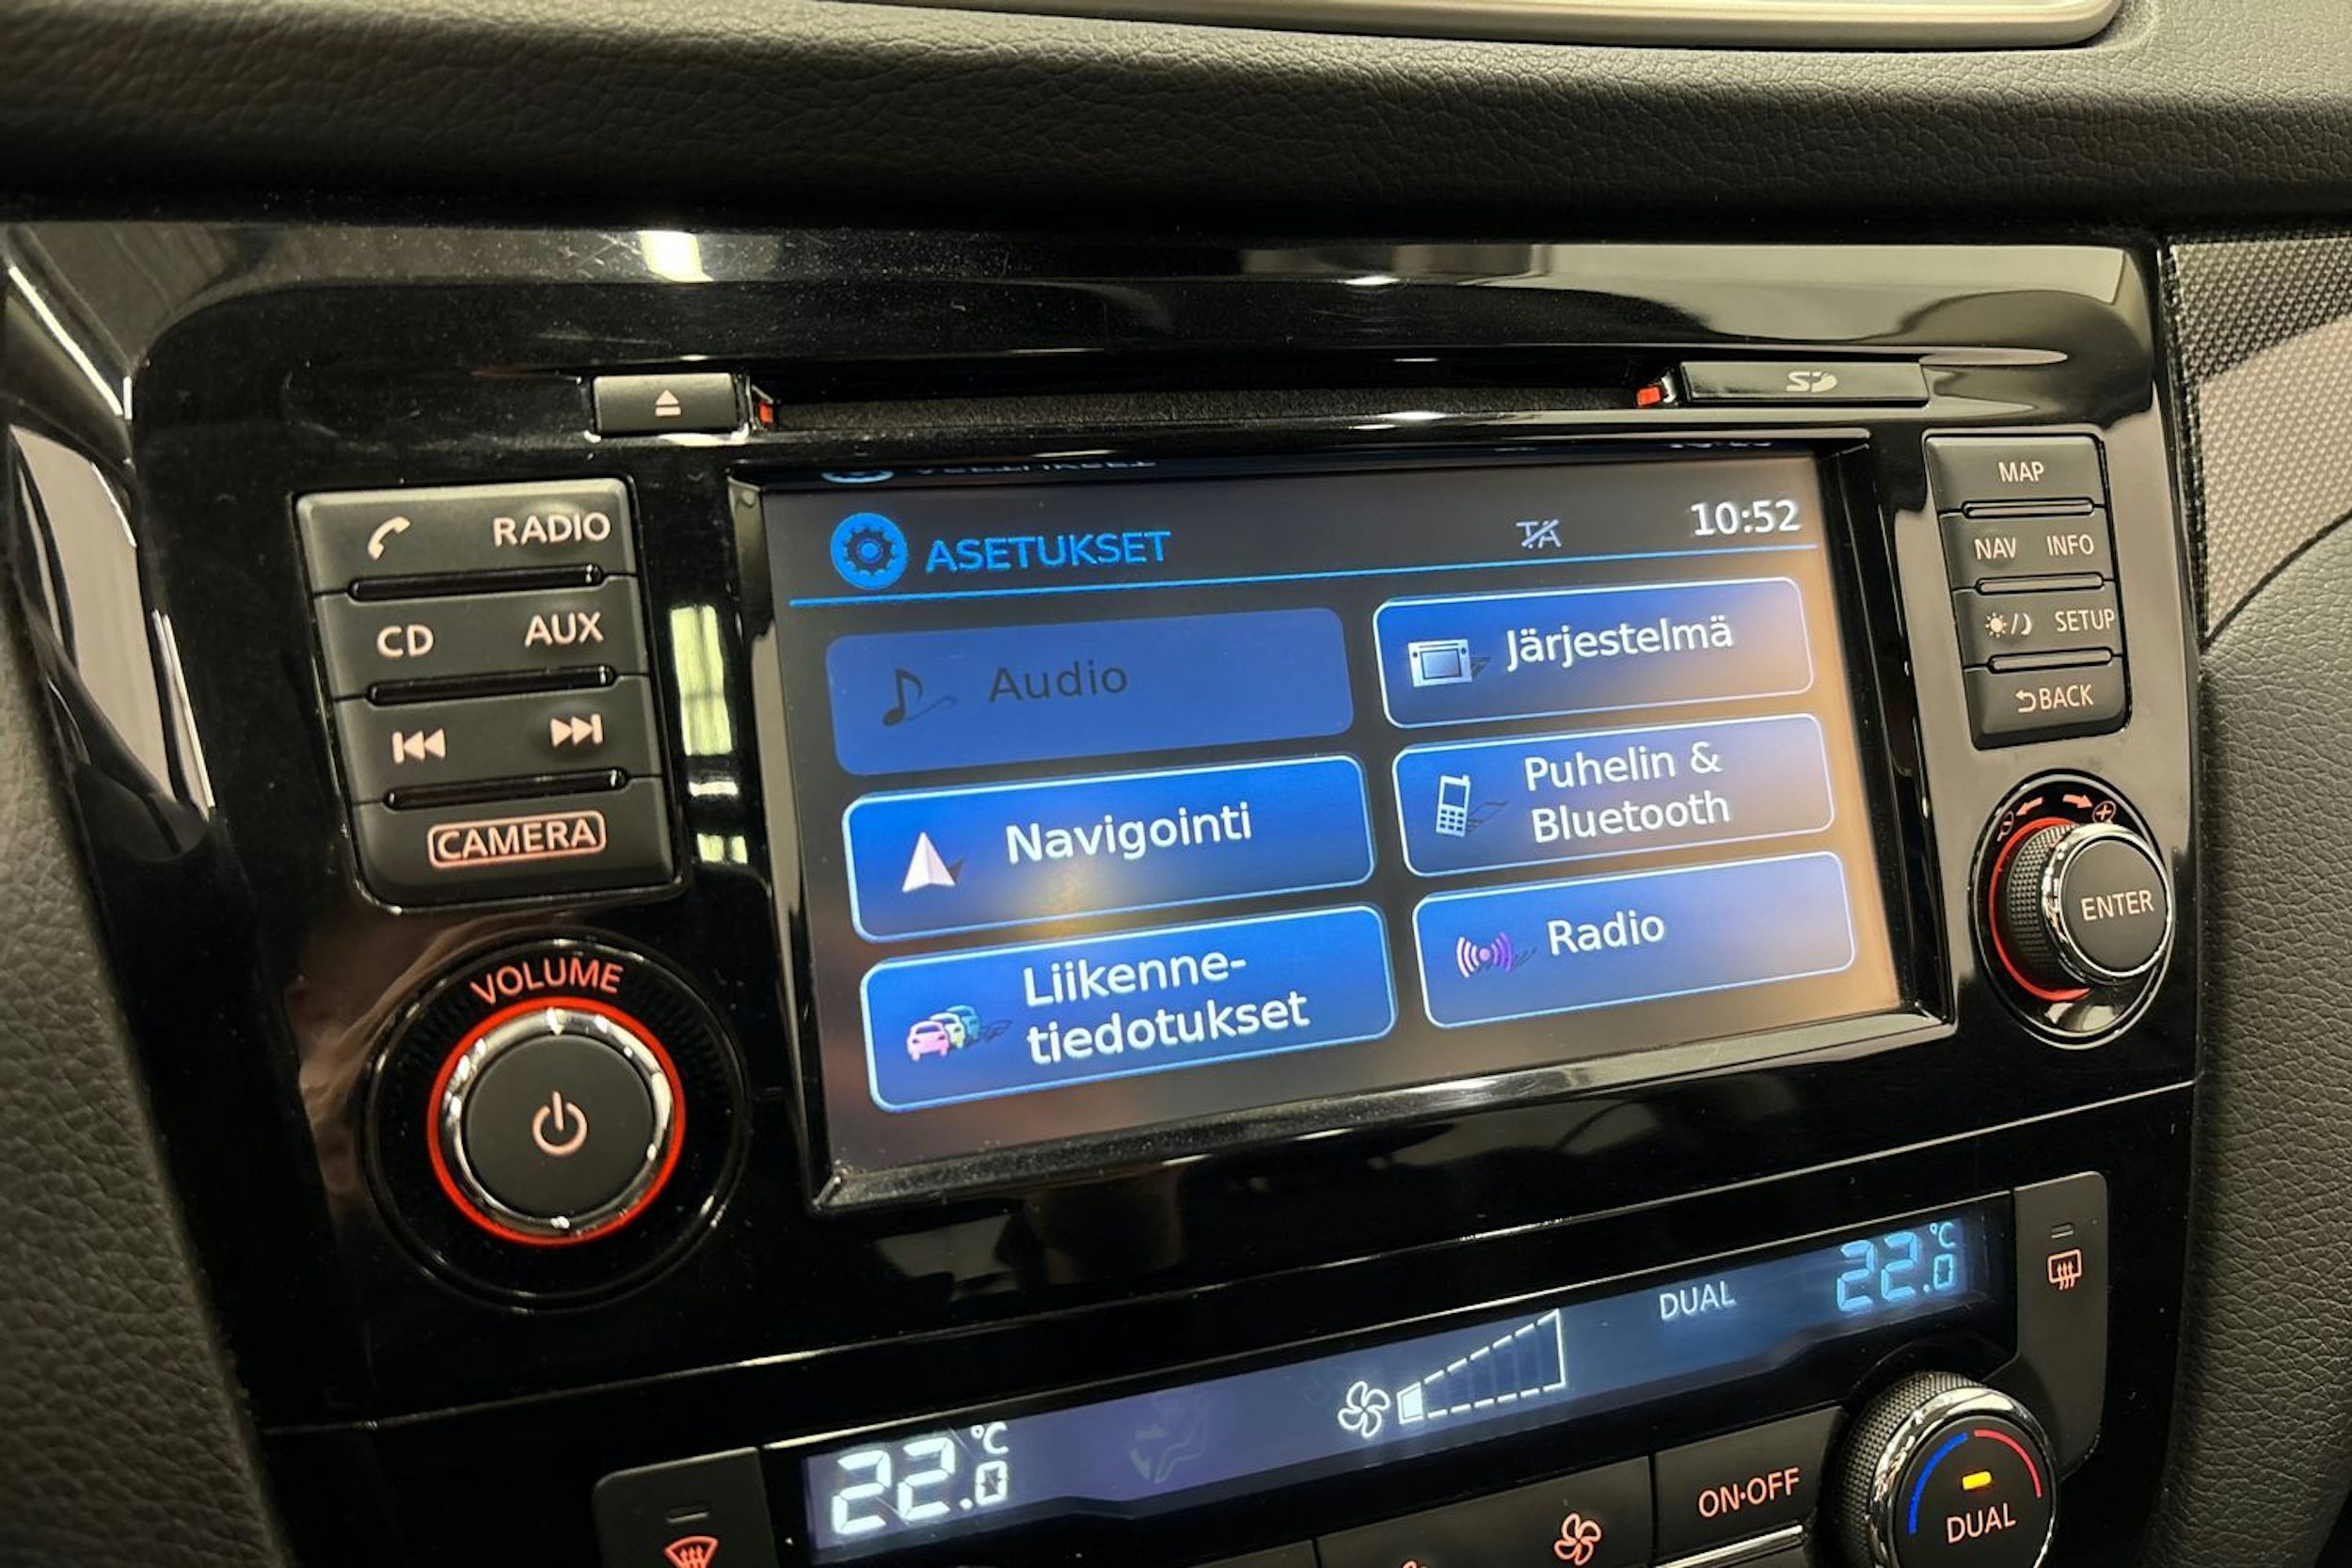 RADIO
CD AUX
CAMERA
VOLUME
ASETUKSET TA 10:52
Audio
Järjestelmä
Navigointi
Puhelin &
Bluetooth
Liikenne-
tiedotukset
Radio
SD
MAP
NAV INFO
SETUP
BACK
ENTER
22.0 °C
DUAL
22.0 °C
ON·OFF
DUAL